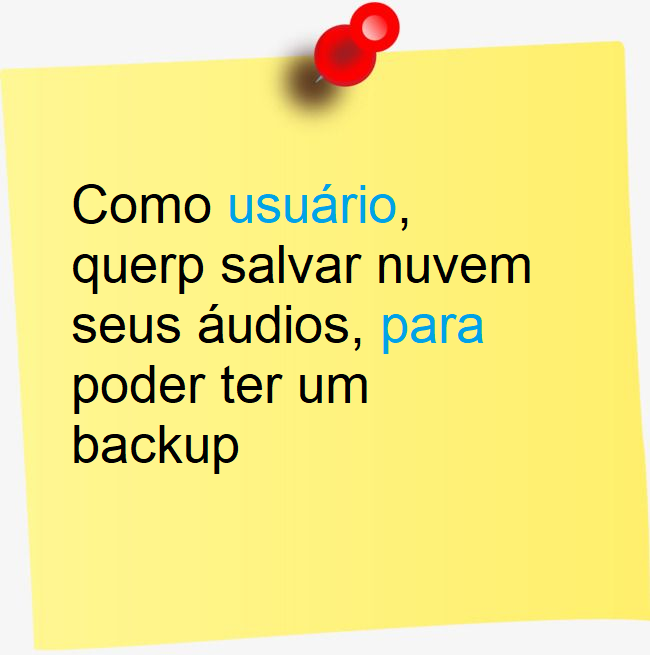 Como usuário,
querp salvar nuvem
seus áudios, para
poder ter um
backup